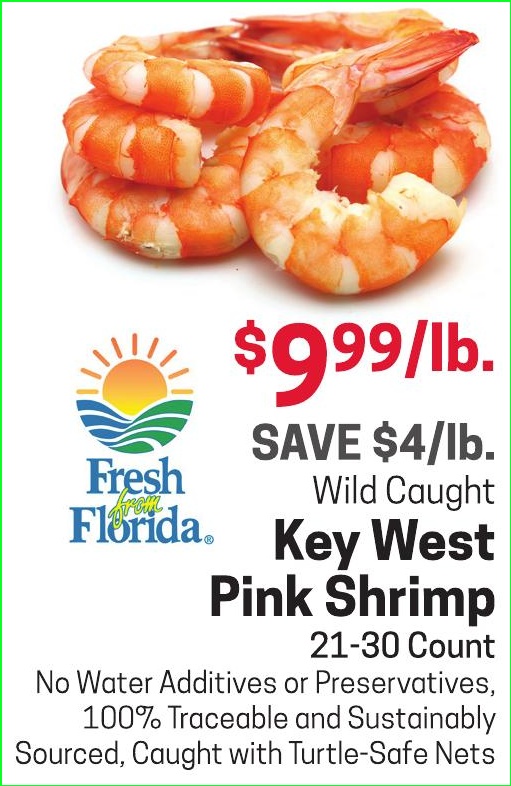 $9.99/lb.
SAVE $4/lb.
Wild Caught
Key West
Pink Shrimp
21-30 Count
No Water Additives or Preservatives,
100% Traceable and Sustainably
Sourced, Caught with Turtle-Safe Nets
Fresh
from
Florida®